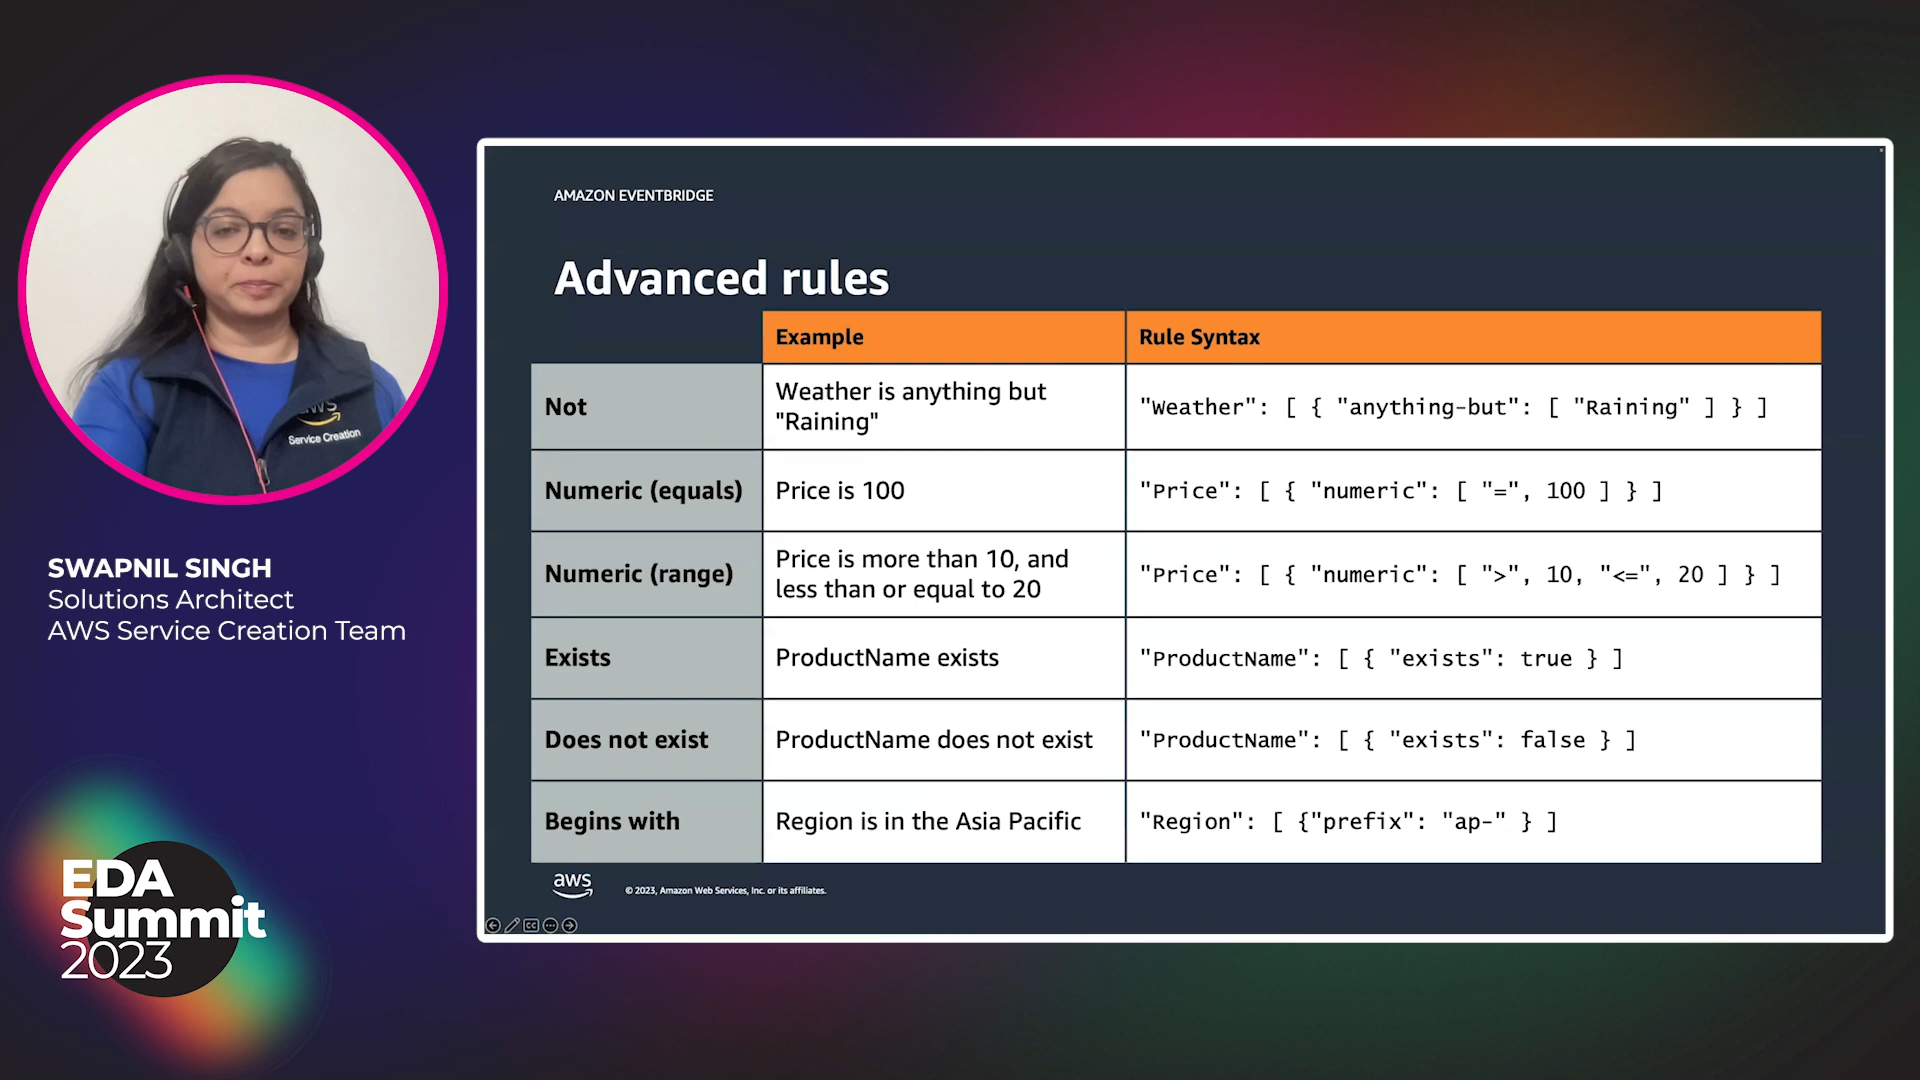 aws
Service Creation
SWAPNIL SINGH
Solutions Architect
AWS Service Creation Team
EDA
Summit
2023
AMAZON EVENTBRIDGE
Advanced rules
Example
Rule Syntax
Not
Weather is anything but
"Raining"
"Weather": [ { "anything-but": [ "Raining" ] } ]
Numeric (equals)
Price is 100
"Price": [ { "numeric": [ "=", 100 ] } ]
Numeric (range)
Price is more than 10, and
less than or equal to 20
"Price": [ { "numeric": [ ">", 10, "<=", 20 ] } ]
Exists
ProductName exists
"ProductName": [ { "exists": true } ]
Does not exist
ProductName does not exist
"ProductName": [ { "exists": false } ]
Begins with
Region is in the Asia Pacific
"Region": [ {"prefix": "ap-" } ]
aws
© 2023, Amazon Web Services, Inc. or its affiliates.
CC